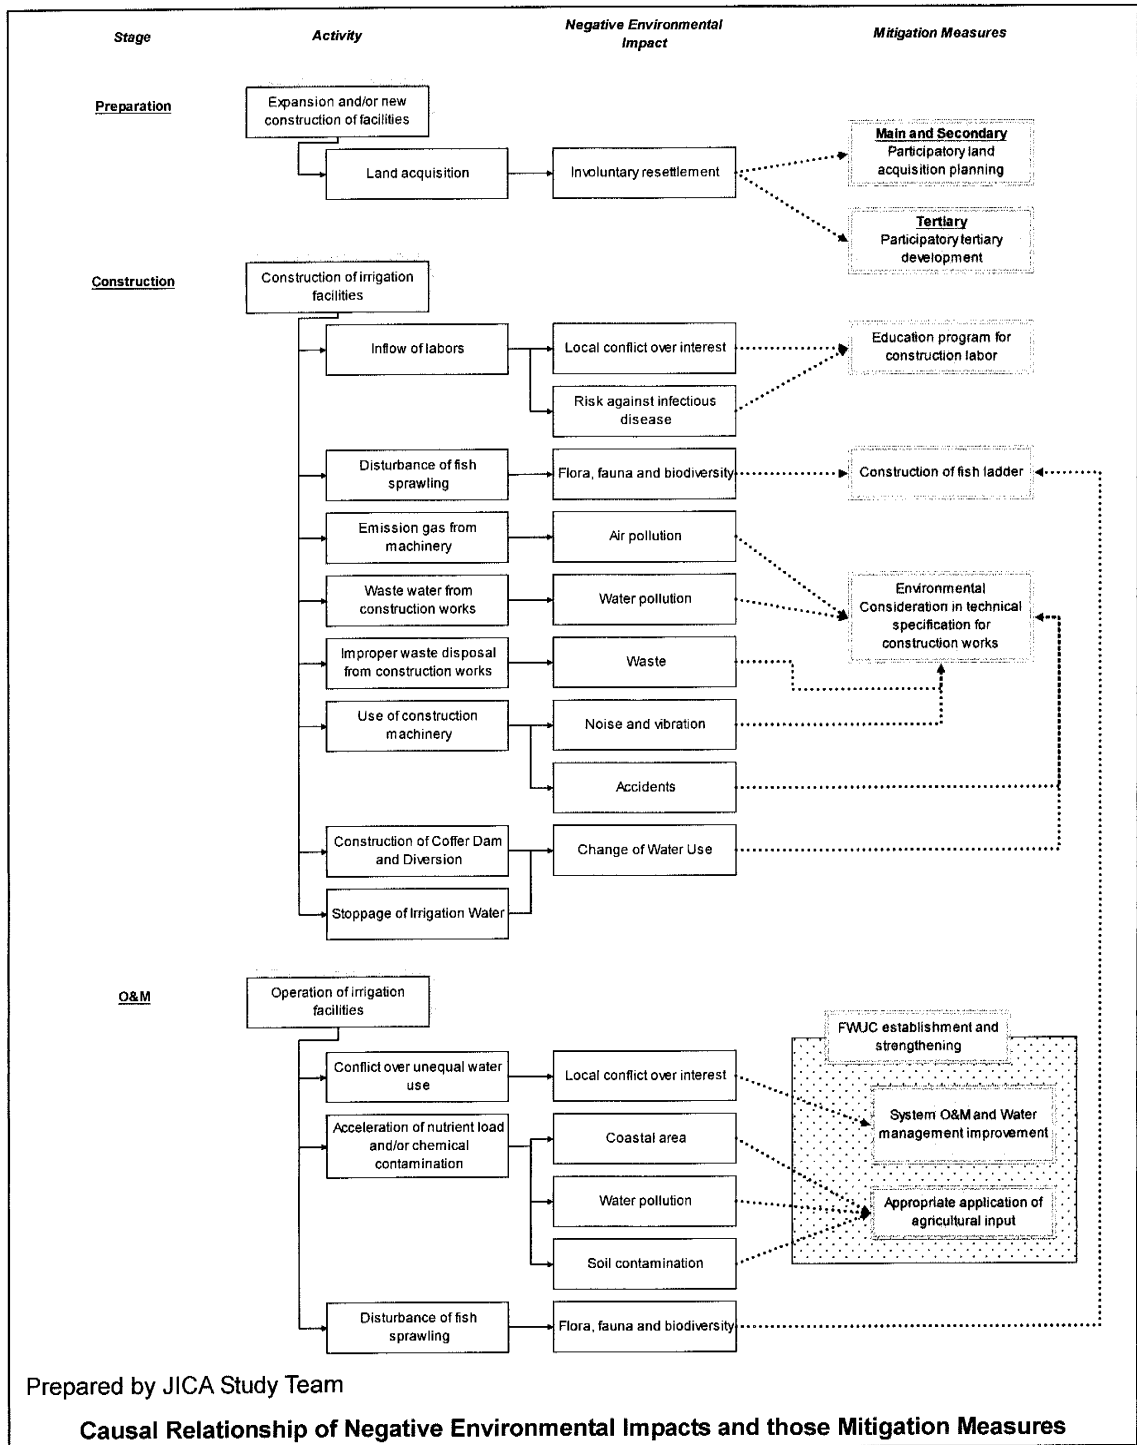 Stage
Activity
Negative Environmental
Impact
Mitigation Measures
Preparation
Expansion and/or new
construction of facilities
Land acquisition
Involuntary resettlement
Main and Secondary
Participatory land
acquisition planning
Tertiary
Participatory tertiary
development
Construction
Construction of irrigation
facilities
Inflow of labors
Local conflict over interest
Education program for
construction labor
Risk against infectious
disease
Disturbance of fish
sprawling
Flora, fauna and biodiversity
Construction of fish ladder
Emission gas from
machinery
Air pollution
Waste water from
construction works
Water pollution
Environmental
Consideration in technical
specification for
construction works
Improper waste disposal
from construction works
Waste
Use of construction
machinery
Noise and vibration
Accidents
Construction of Coffer Dam
and Diversion
Change of Water Use
Stoppage of Irrigation Water
O&M
Operation of irrigation
facilities
FWUC establishment and
strengthening
Conflict over unequal water
use
Local conflict over interest
System O&M and Water
management improvement
Acceleration of nutrient load
and/or chemical
contamination
Coastal area
Water pollution
Appropriate application of
agricultural input
Soil contamination
Disturbance of fish
sprawling
Flora, fauna and biodiversity
Prepared by JICA Study Team
Causal Relationship of Negative Environmental Impacts and those Mitigation Measures